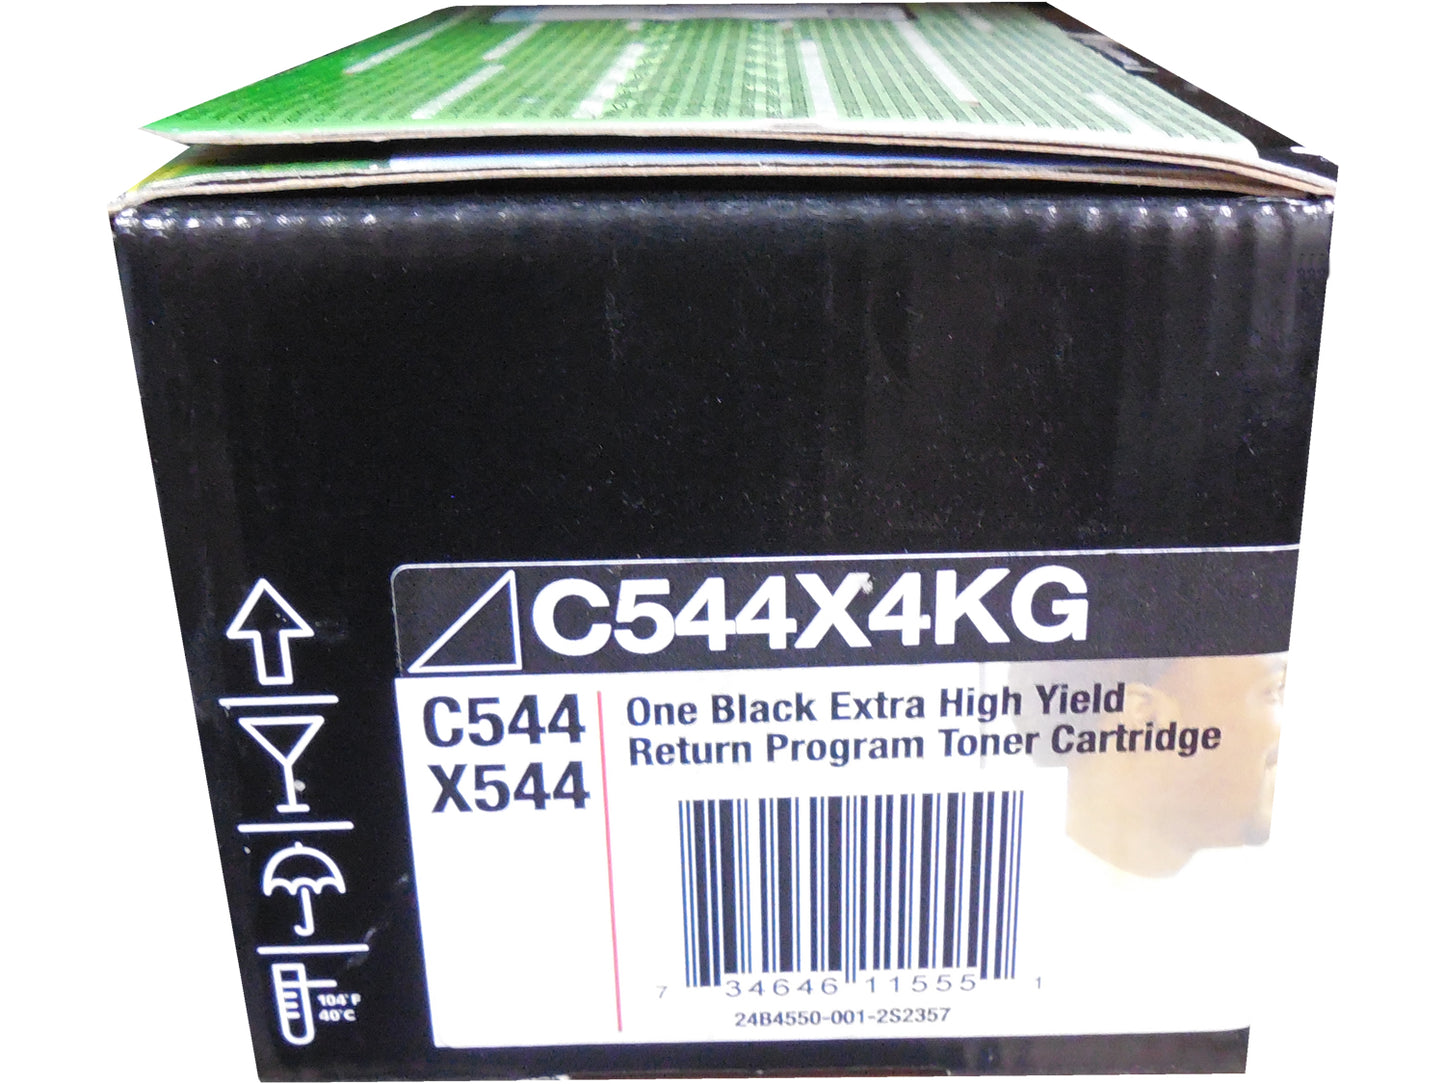 C544X4KG
C544
X544
One Black Extra High Yield
Return Program Toner Cartridge
7 34646 11555 1
24B4550-001-2S2357
104°F
40°C